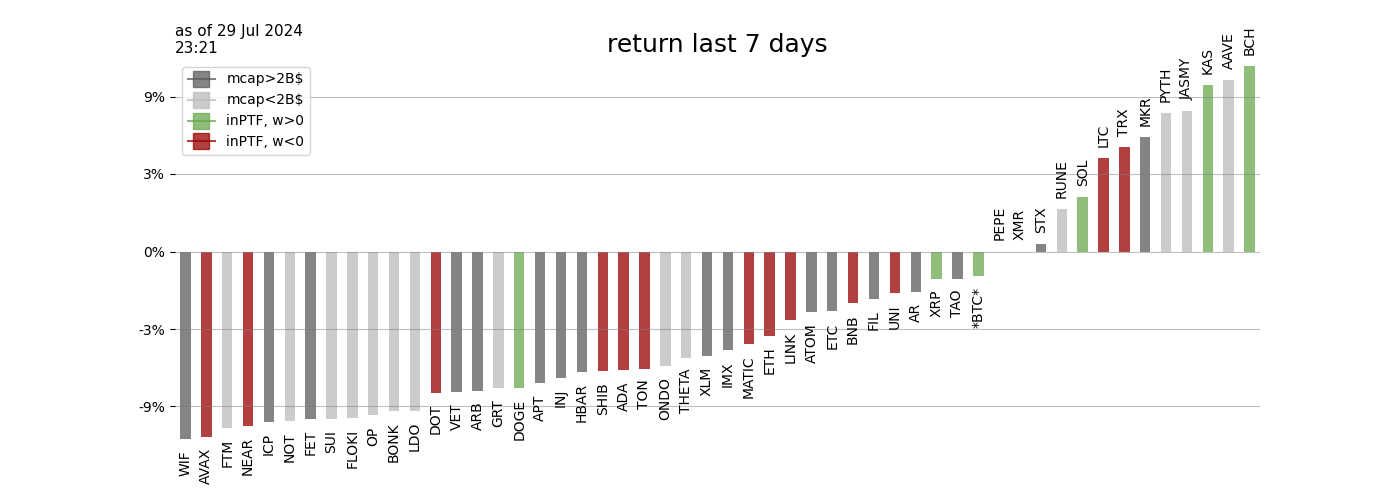 as of 29 Jul 2024
23:21
return last 7 days
mcap>2B$
mcap<2B$
inPTF, w>0
inPTF, w<0
9%
3%
0%
-3%
-9%
WIF
AVAX
FTM
NEAR
ICP
NOT
FET
SUI
FLOKI
OP
BONK
LDO
DOT
VET
ARB
GRT
DOGE
APT
INJ
HBAR
SHIB
ADA
TON
ONDO
THETA
XLM
IMX
MATIC
ETH
LINK
ATOM
ETC
BNB
FIL
UNI
AR
XRP
TAO
*BTC*
PEPE
XMR
STX
RUNE
SOL
LTC
TRX
MKR
PYTH
JASMY
KAS
AAVE
BCH